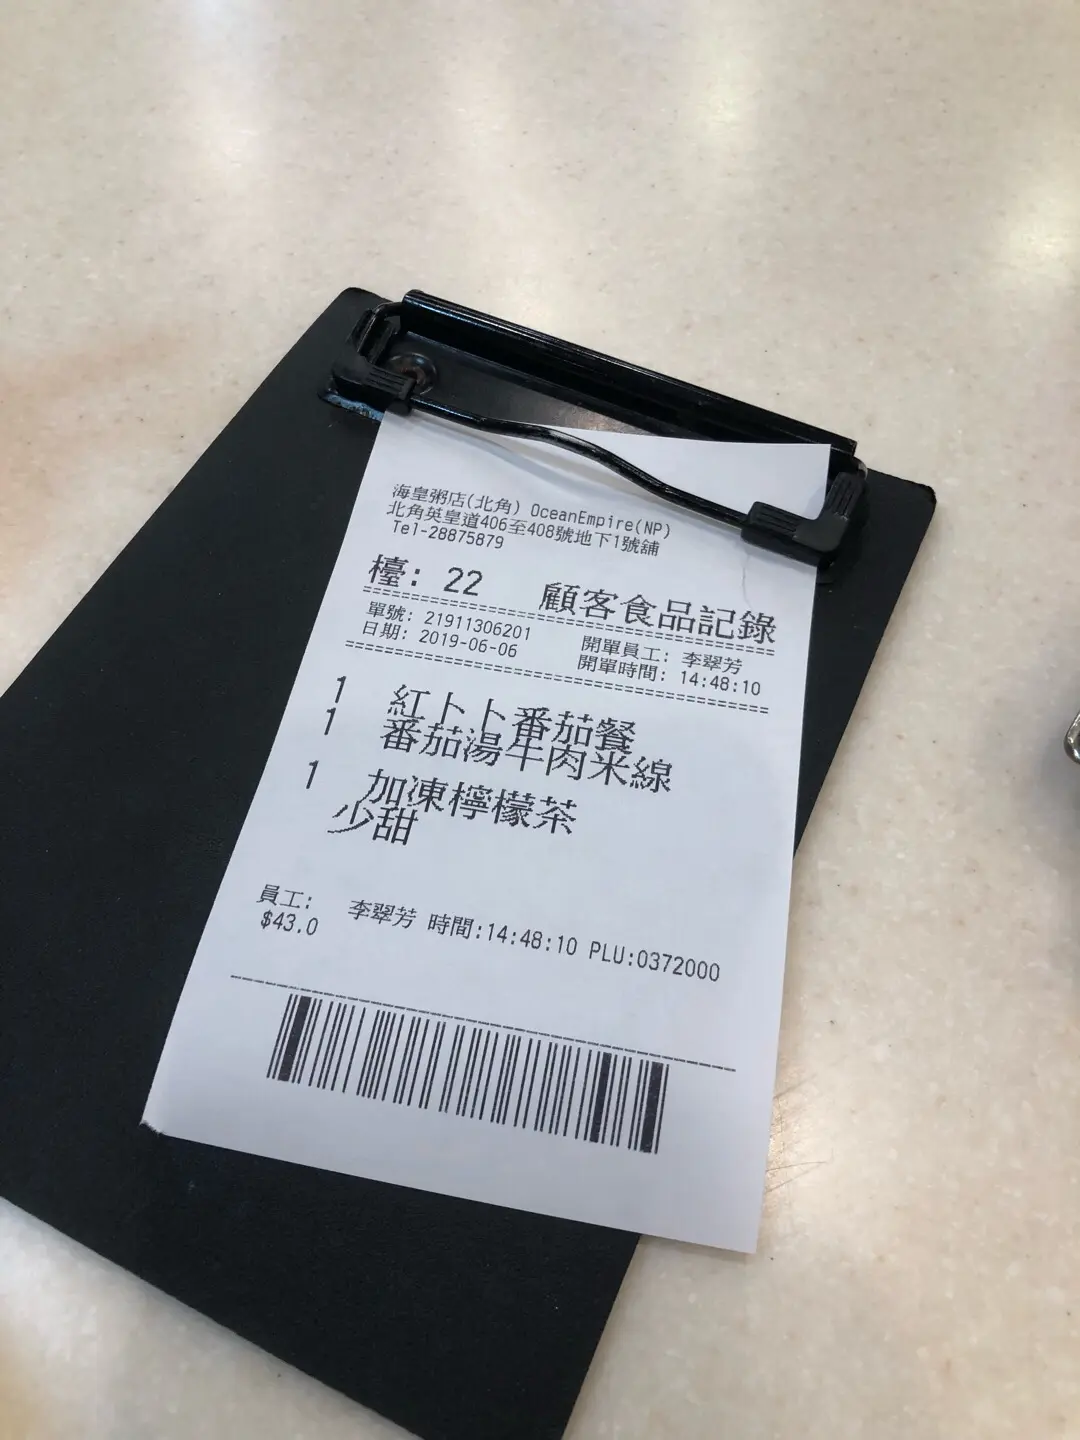 海皇粥店(北角) OceanEmpire(NP)
北角英皇道406至408號地下1號舖
Tel-28875879
檯: 22 顧客食品記錄
單號: 21911306201 開單員工: 李翠芳
日期: 2019-06-06 開單時間: 14:48:10
1 紅卜卜番茄餐
1 番茄湯牛肉米線
1 加凍檸檬茶
少甜
員工: 李翠芳 時間:14:48:10 PLU:0372000
$43.0